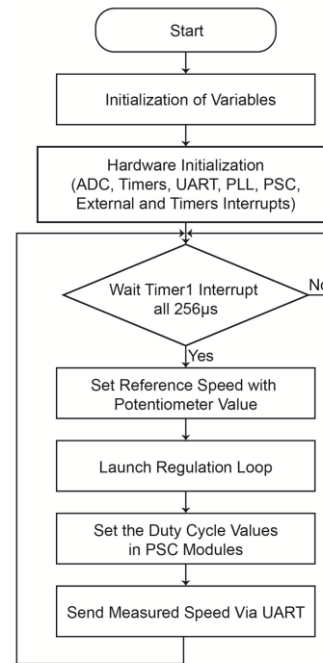 Start
Initialization of Variables
Hardware Initialization
(ADC, Timers, UART, PLL, PSC,
External and Timers Interrupts)
Wait Timer1 Interrupt
all 256µs
No
Yes
Set Reference Speed with
Potentiometer Value
Launch Regulation Loop
Set the Duty Cycle Values
in PSC Modules
Send Measured Speed Via UART